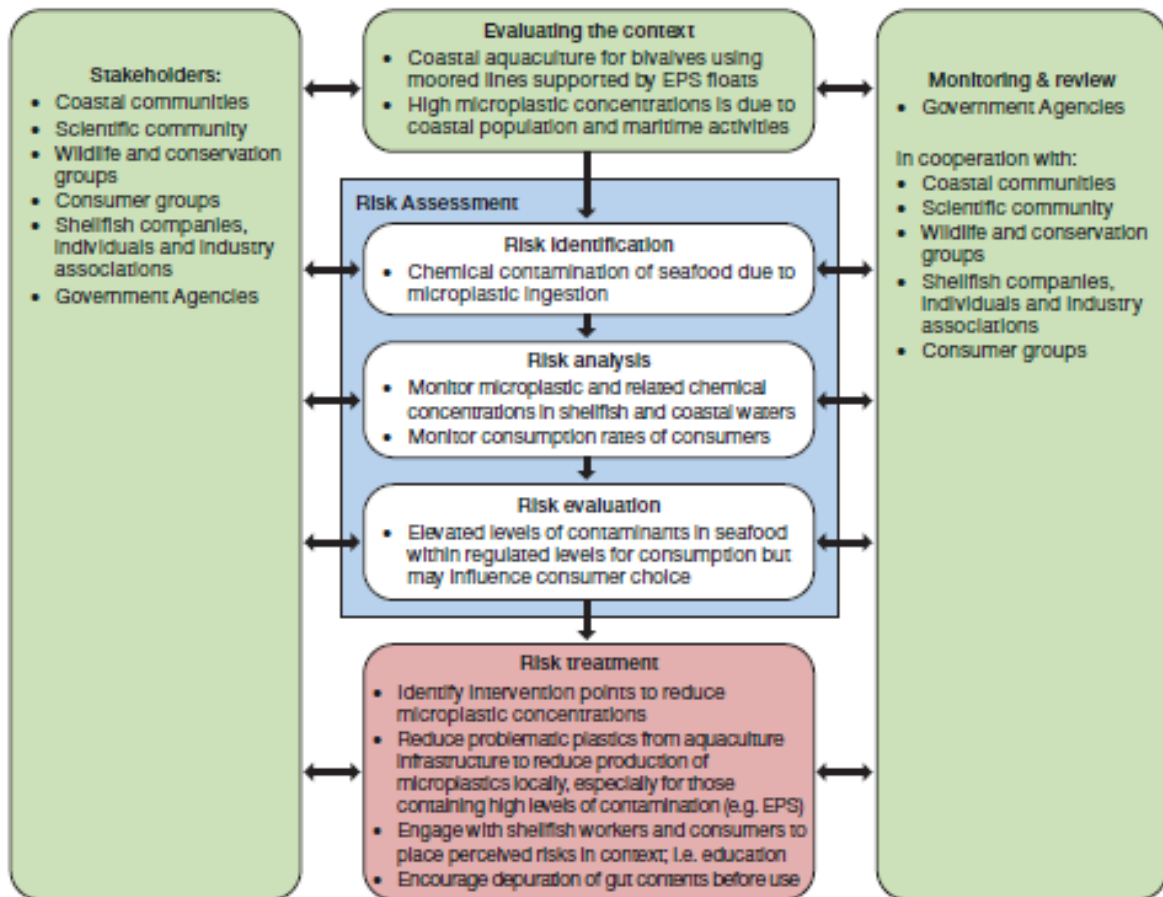 Stakeholders:
• Coastal communities
• Scientific community
• Wildlife and conservation
groups
• Consumer groups
• Shellfish companies,
individuals and industry
associations
• Government Agencies
Evaluating the context
• Coastal aquaculture for bivalves using
moored lines supported by EPS floats
• High microplastic concentrations is due to
coastal population and maritime activities
Risk Assessment
Risk identification
• Chemical contamination of seafood due to
microplastic ingestion
Risk analysis
• Monitor microplastic and related chemical
concentrations in shellfish and coastal waters
• Monitor consumption rates of consumers
Risk evaluation
• Elevated levels of contaminants in seafood
within regulated levels for consumption but
may influence consumer choice
Risk treatment
• Identify intervention points to reduce
microplastic concentrations
• Reduce problematic plastics from aquaculture
infrastructure to reduce production of
microplastics locally, especially for those
containing high levels of contamination (e.g. EPS)
• Engage with shellfish workers and consumers to
place perceived risks in context; i.e. education
• Encourage depuration of gut contents before use
Monitoring & review
• Government Agencies
In cooperation with:
• Coastal communities
• Scientific community
• Wildlife and conservation
groups
• Shellfish companies,
individuals and industry
associations
• Consumer groups